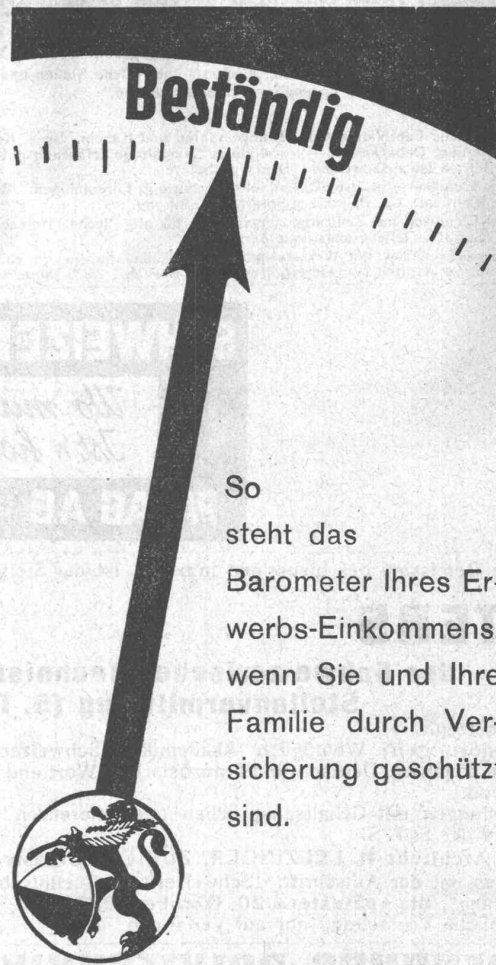 Beständig
So
steht das
Barometer Ihres Er-
werbs-Einkommens
wenn Sie und Ihre
Familie durch Ver-
sicherung geschützt
sind.